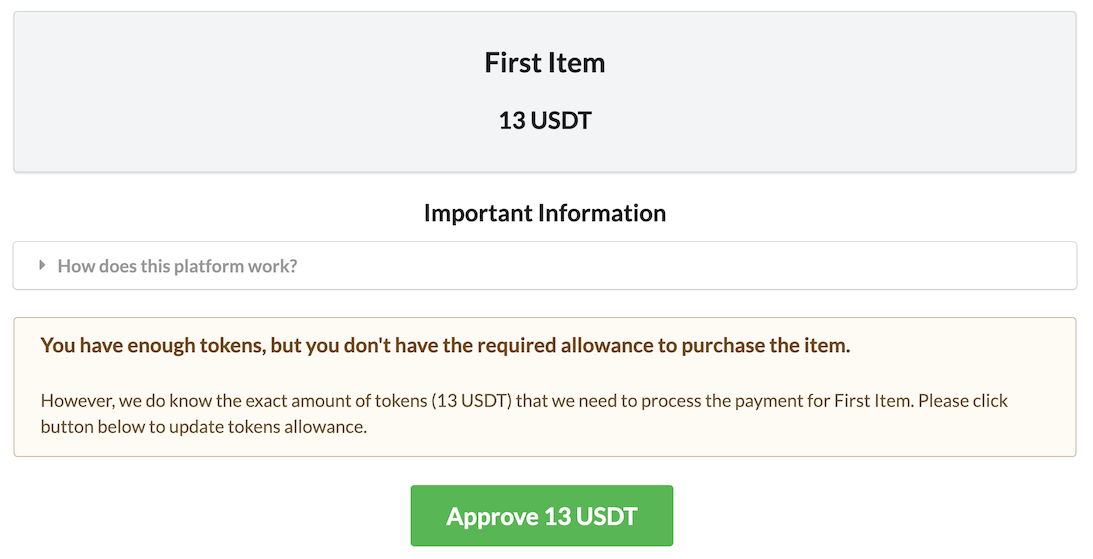 First Item
13 USDT
Important Information
How does this platform work?
You have enough tokens, but you don't have the required allowance to purchase the item.
However, we do know the exact amount of tokens (13 USDT) that we need to process the payment for First Item. Please click
button below to update tokens allowance.
Approve 13 USDT